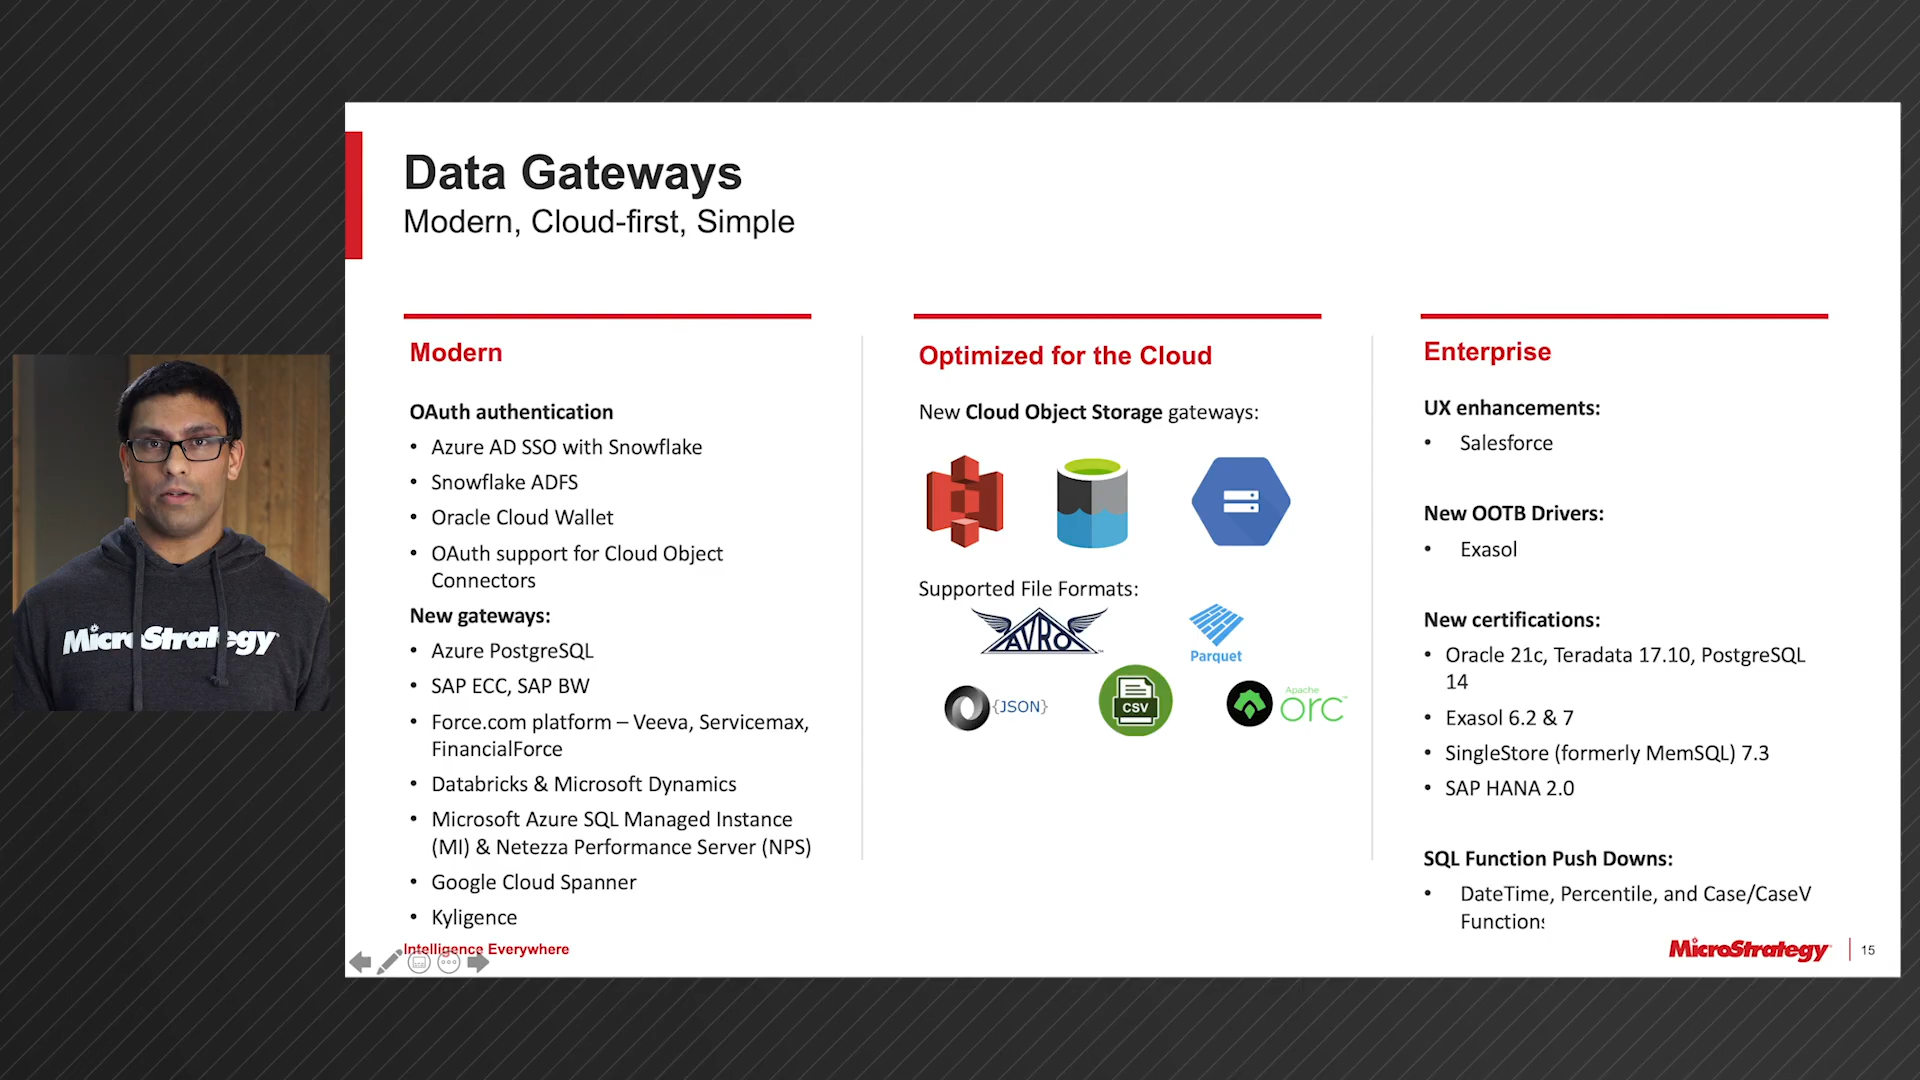 Data Gateways
Modern, Cloud-first, Simple
Modern
OAuth authentication
• Azure AD SSO with Snowflake
• Snowflake ADFS
• Oracle Cloud Wallet
• OAuth support for Cloud Object
Connectors
New gateways:
• Azure PostgreSQL
• SAP ECC, SAP BW
• Force.com platform – Veeva, Servicemax,
FinancialForce
• Databricks & Microsoft Dynamics
• Microsoft Azure SQL Managed Instance
(MI) & Netezza Performance Server (NPS)
• Google Cloud Spanner
• Kyligence
Optimized for the Cloud
New Cloud Object Storage gateways:
Supported File Formats:
AVRO
Parquet
{JSON}
CSV
Apache
orc
Enterprise
UX enhancements:
• Salesforce
New OOTB Drivers:
• Exasol
New certifications:
• Oracle 21c, Teradata 17.10, PostgreSQL
14
• Exasol 6.2 & 7
• SingleStore (formerly MemSQL) 7.3
• SAP HANA 2.0
SQL Function Push Downs:
• DateTime, Percentile, and Case/CaseV
Functions
Intelligence Everywhere
MicroStrategy
15
MicroStrategy